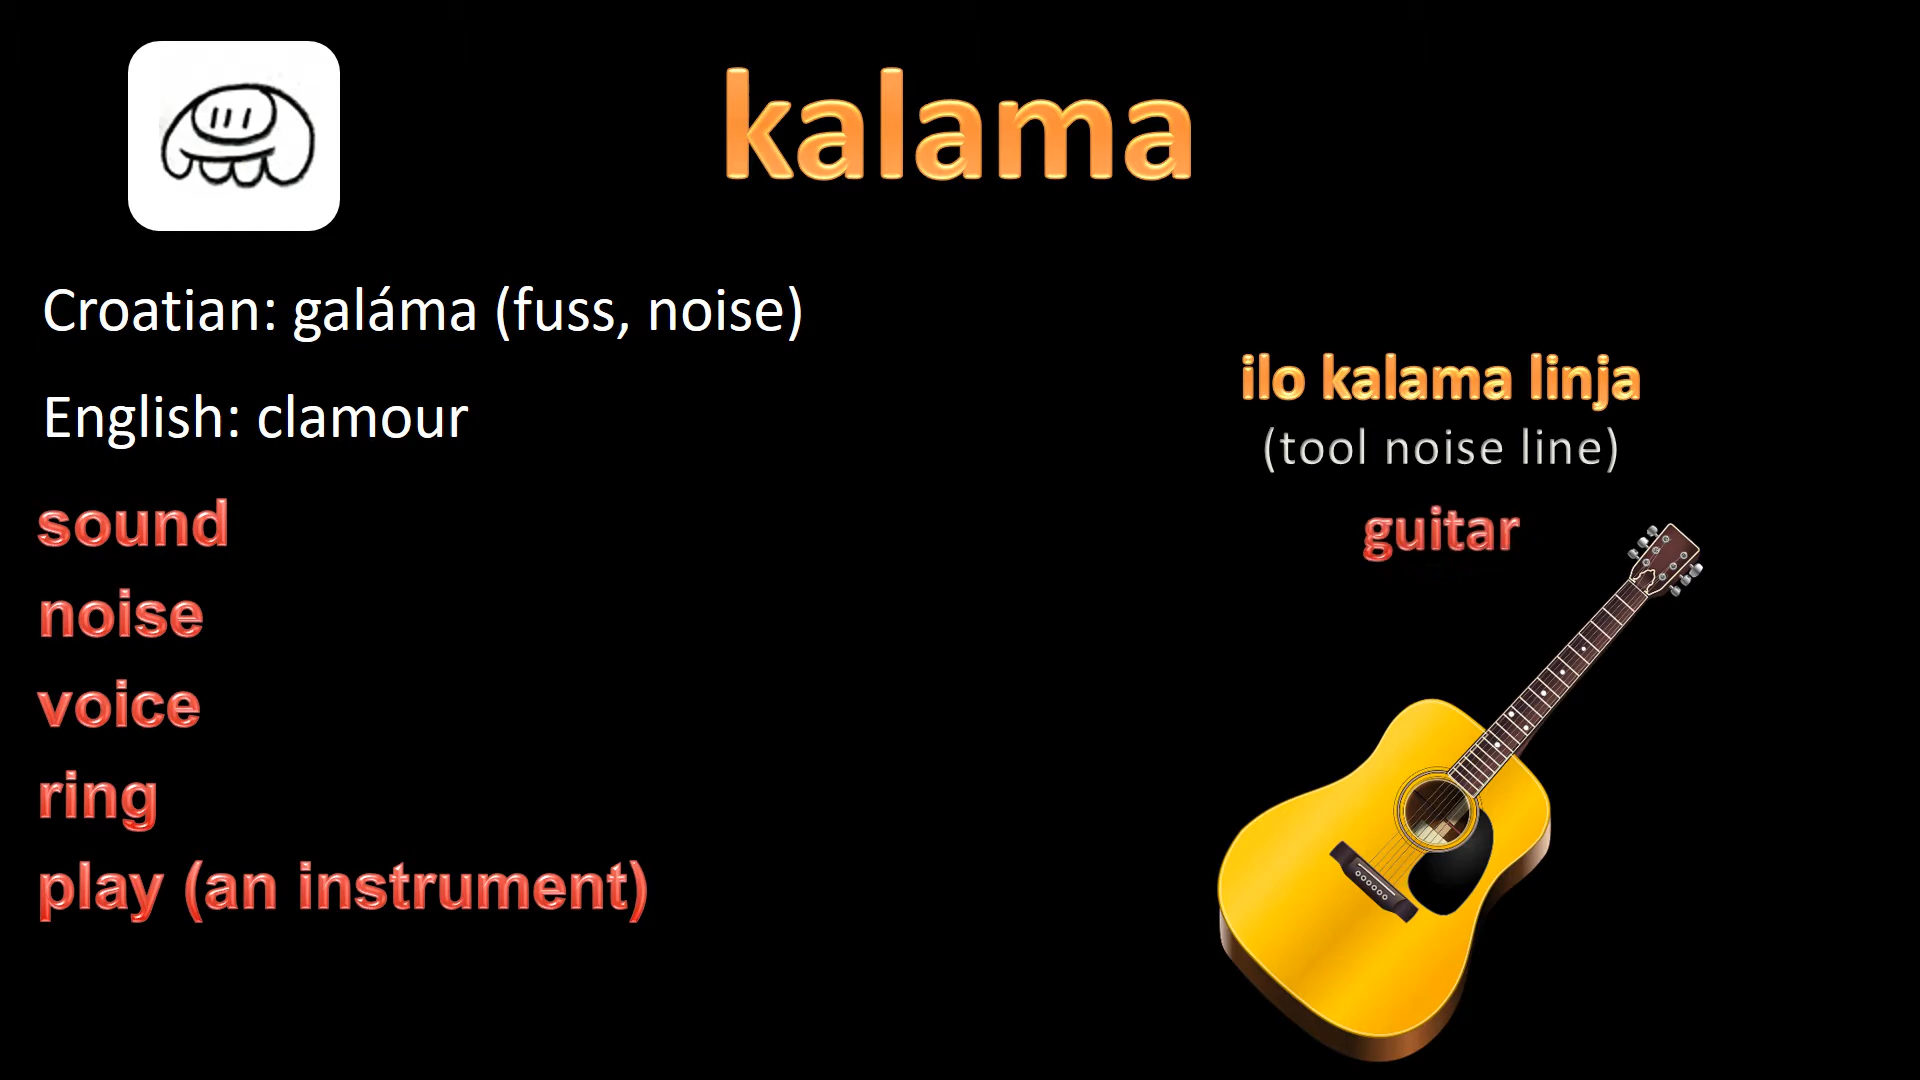 kalama
Croatian: galáma (fuss, noise)
English: clamour
sound
noise
voice
ring
play (an instrument)
ilo kalama linja
(tool noise line)
guitar